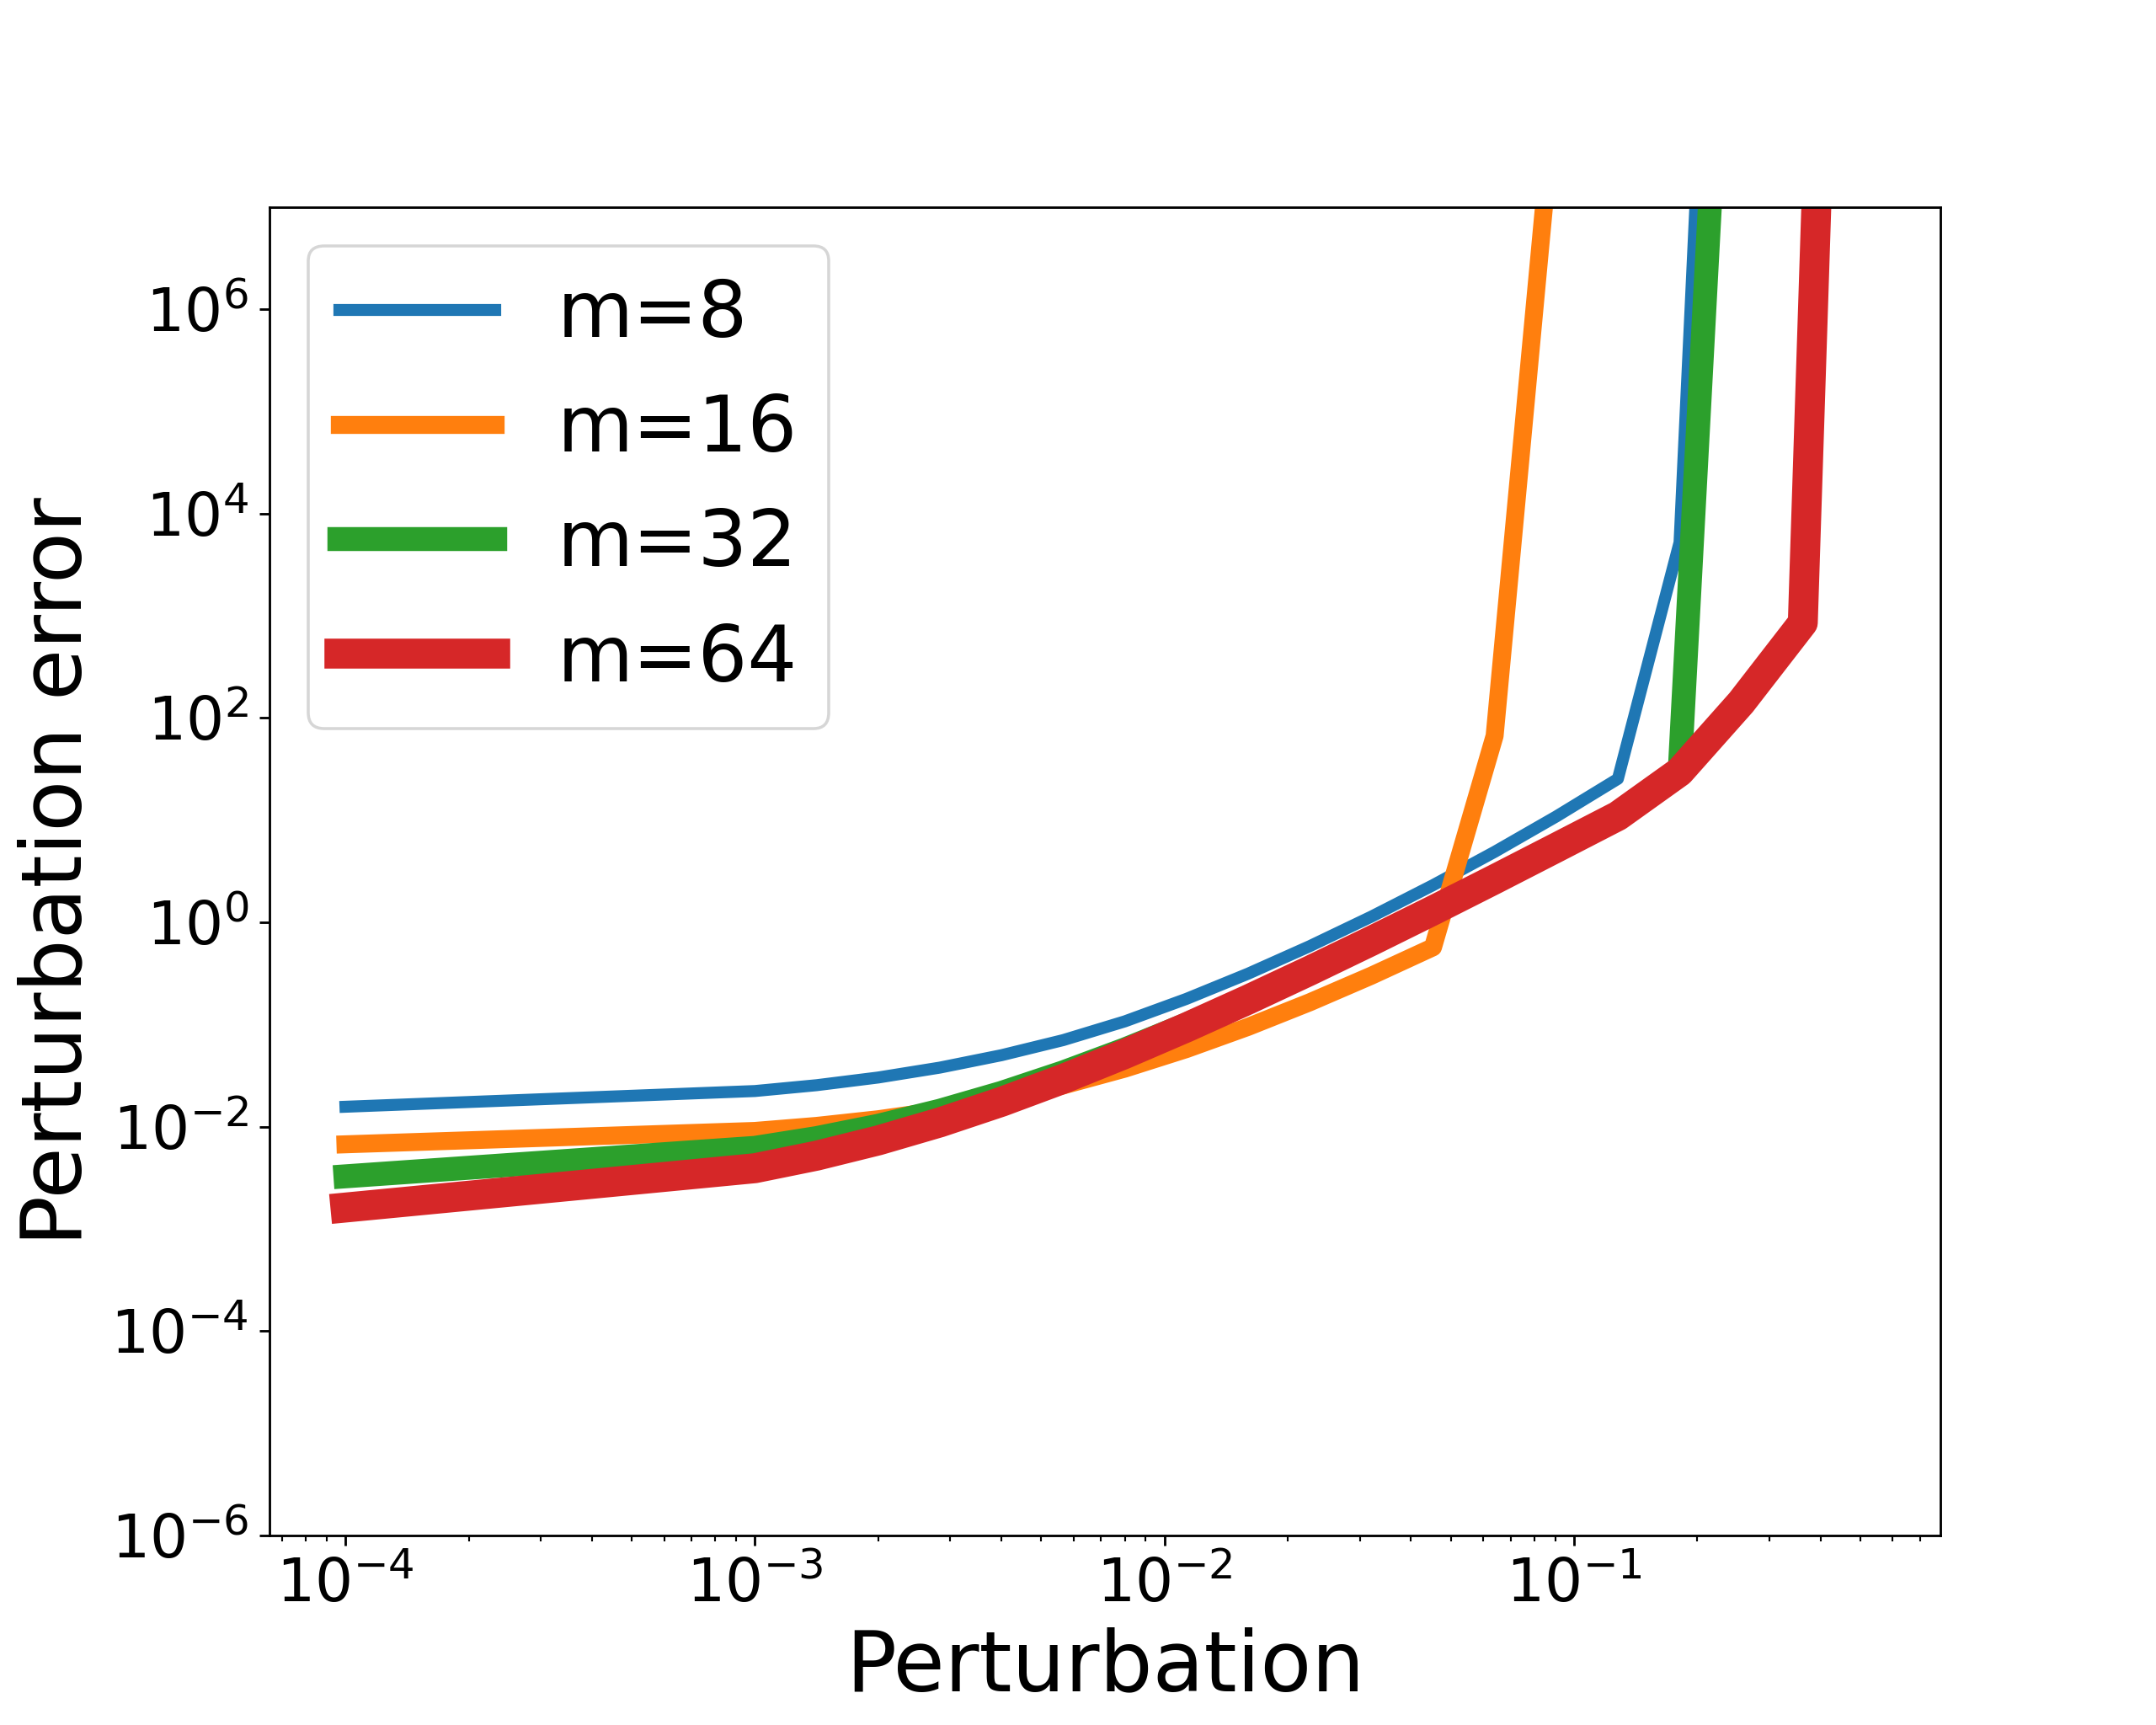 Perturbation error
10⁶
10⁴
10²
10⁰
10⁻²
10⁻⁴
10⁻⁶
m=8
m=16
m=32
m=64
10⁻⁴ 10⁻³ 10⁻² 10⁻¹
Perturbation